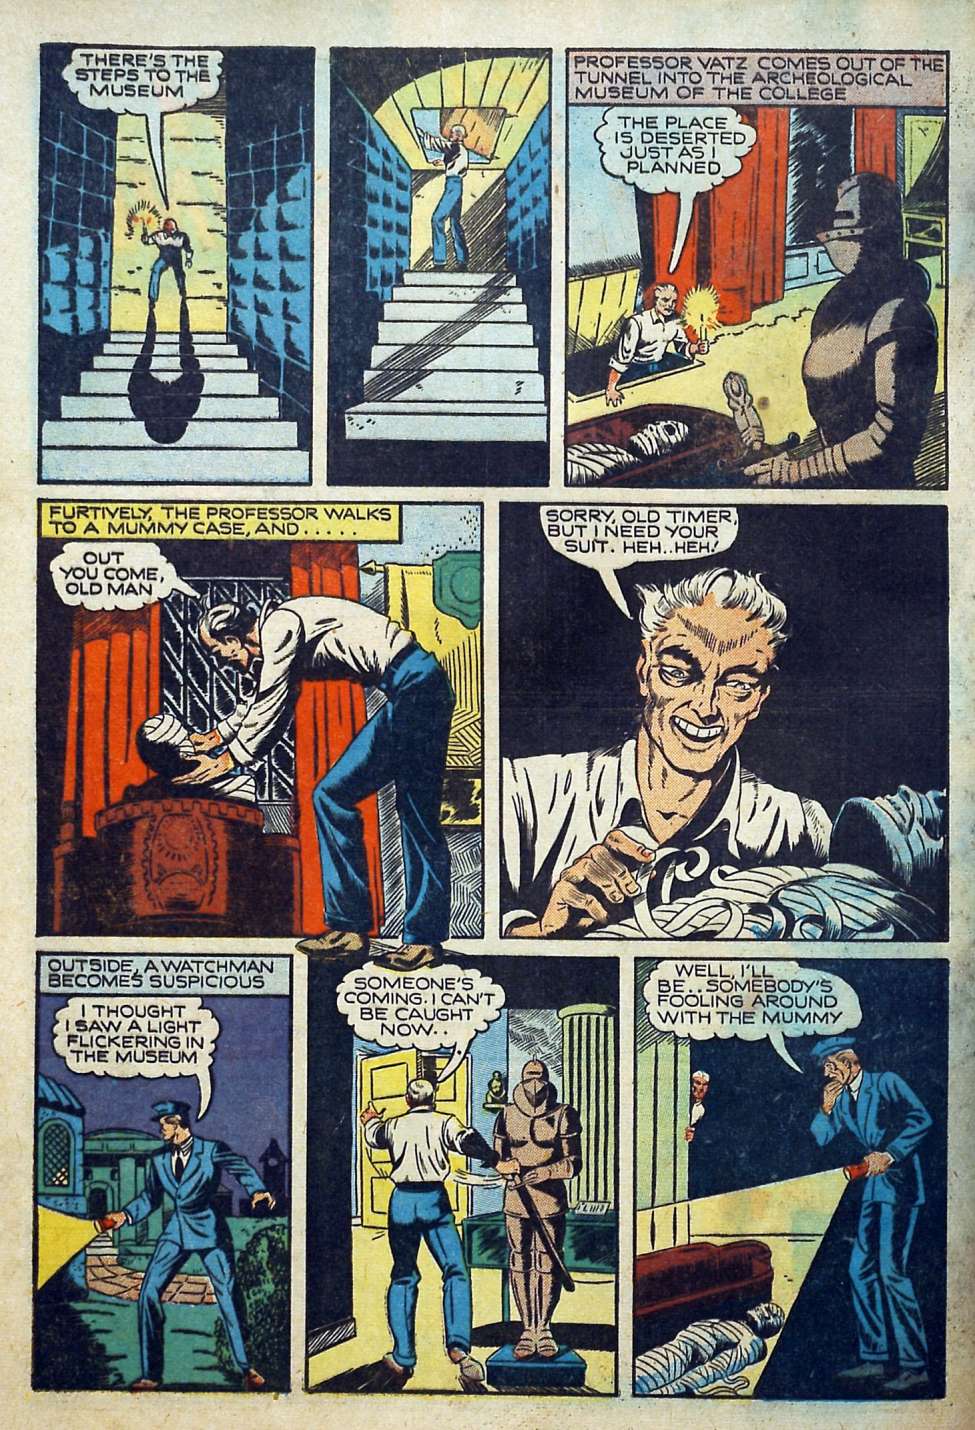 THERE'S THE
STEPS TO THE
MUSEUM
PROFESSOR VATZ COMES OUT OF THE
TUNNEL INTO THE ARCHEOLOGICAL
MUSEUM OF THE COLLEGE
THE PLACE
IS DESERTED
JUST AS I
PLANNED
FURTIVELY, THE PROFESSOR WALKS
TO A MUMMY CASE, AND.....
OUT
YOU COME,
OLD MAN
SORRY, OLD TIMER,
BUT I NEED YOUR
SUIT. HEH..HEH!
OUTSIDE, A WATCHMAN
BECOMES SUSPICIOUS
I THOUGHT
I SAW A LIGHT
FLICKERING IN
THE MUSEUM
SOMEONE'S
COMING. I CAN'T
BE CAUGHT
NOW..
WELL, I'LL
BE..SOMEBODY'S
FOOLING AROUND
WITH THE MUMMY